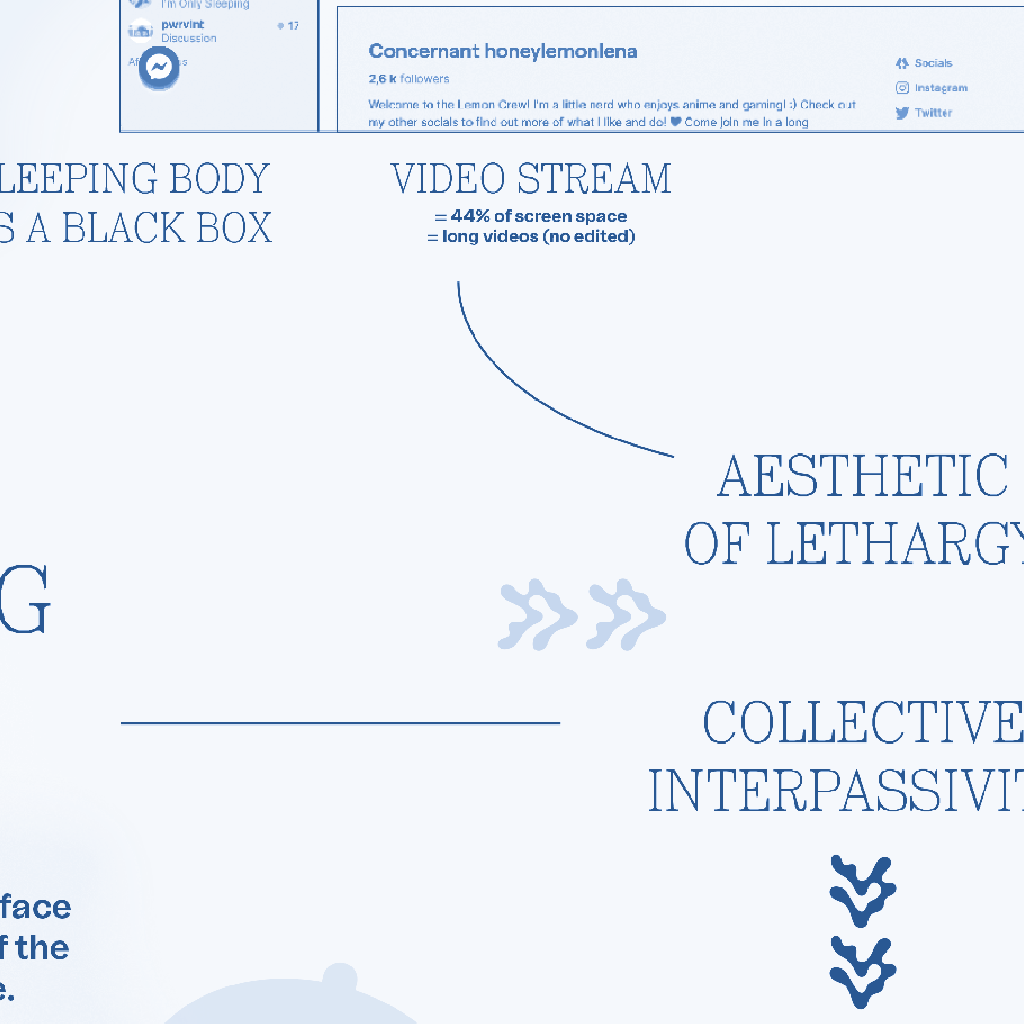 I'm Only Sleeping
pwrvint
Discussion
17
Concernant honeylemonlena
2,6 k followers
Welcome to the Lemon Crew! I'm a little nerd who enjoys anime and gaming! :) Check out
my other socials to find out more of what I like and do! 🖤 Come join me in a long
Socials
Instagram
Twitter
LEEPING BODY
S A BLACK BOX
VIDEO STREAM
= 44% of screen space
= long videos (no edited)
AESTHETIC
OF LETHARGY
G
COLLECTIVE
INTERPASSIVIT
face
f the
e.